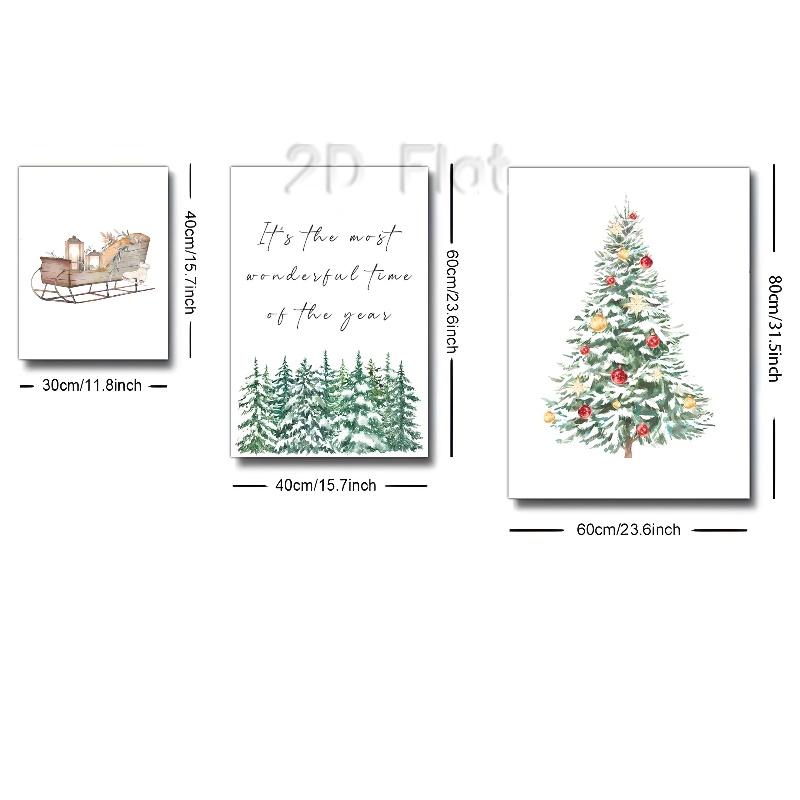 2D Flat
It's the most
wonderful time
of the year
40cm/15.7inch
30cm/11.8inch
60cm/23.6inch
40cm/15.7inch
80cm/31.5inch
60cm/23.6inch